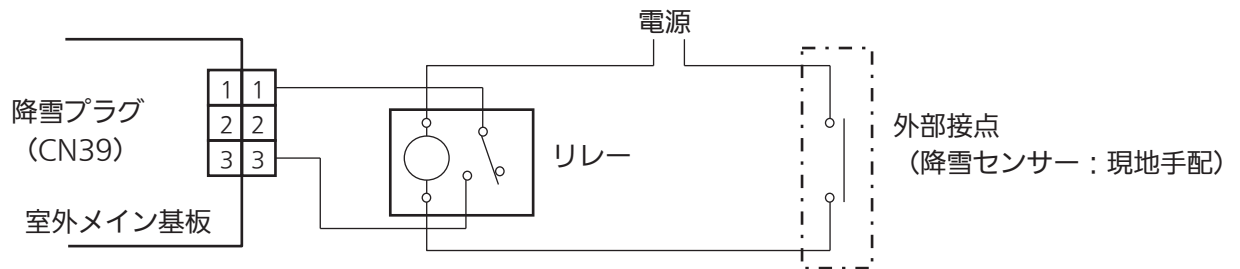 電源
1 1
降雪プラグ
2 2
（CN39）
3 3
室外メイン基板
リレー
外部接点
（降雪センサー：現地手配）